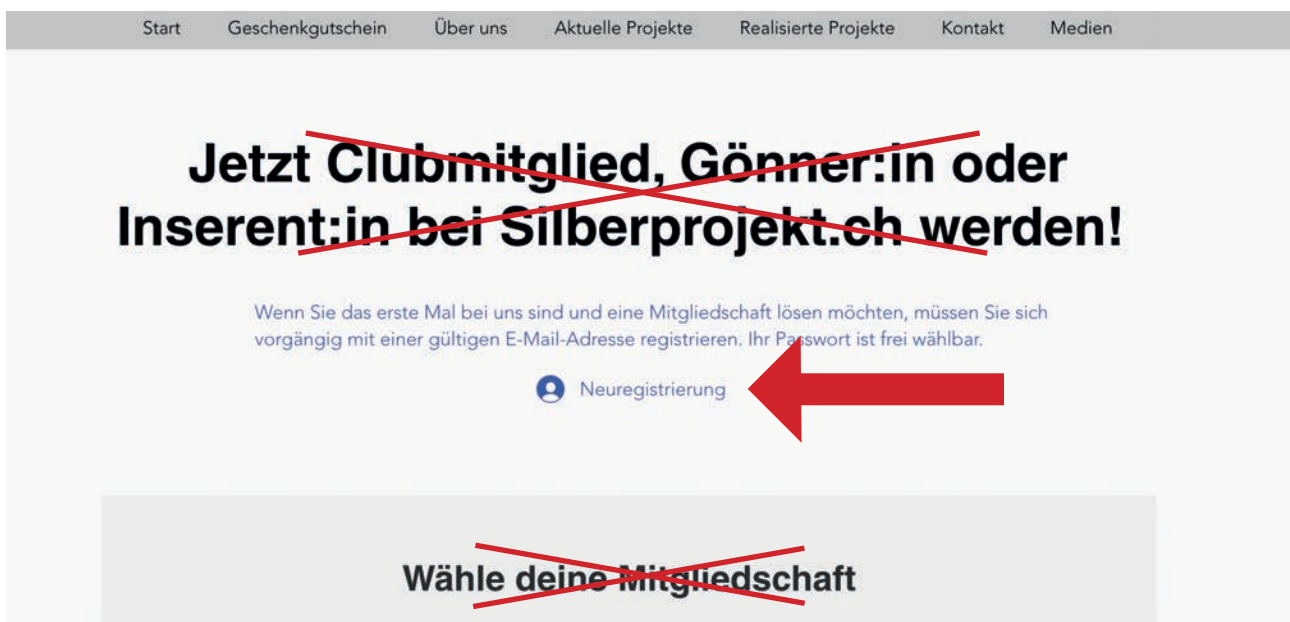 Start Geschenkgutschein Über uns Aktuelle Projekte Realisierte Projekte Kontakt Medien
Jetzt Clubmitglied, Gönner:in oder
Inserent:in bei Silberprojekt.ch werden!
Wenn Sie das erste Mal bei uns sind und eine Mitgliedschaft lösen möchten, müssen Sie sich
vorgängig mit einer gültigen E-Mail-Adresse registrieren. Ihr Passwort ist frei wählbar.
Neuregistrierung
Wähle deine Mitgliedschaft